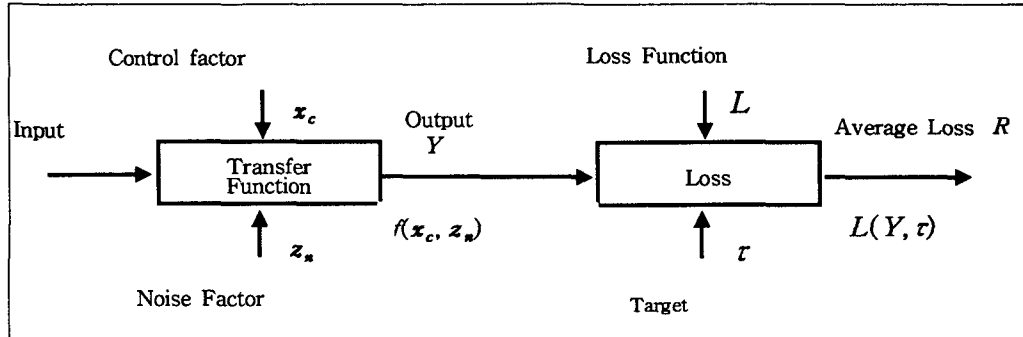 Control factor
Loss Function
x_c
L
Input
Output
Y
Average Loss R
Transfer
Function
Loss
f(x_c, z_n)
L(Y, τ)
z_n
τ
Noise Factor
Target